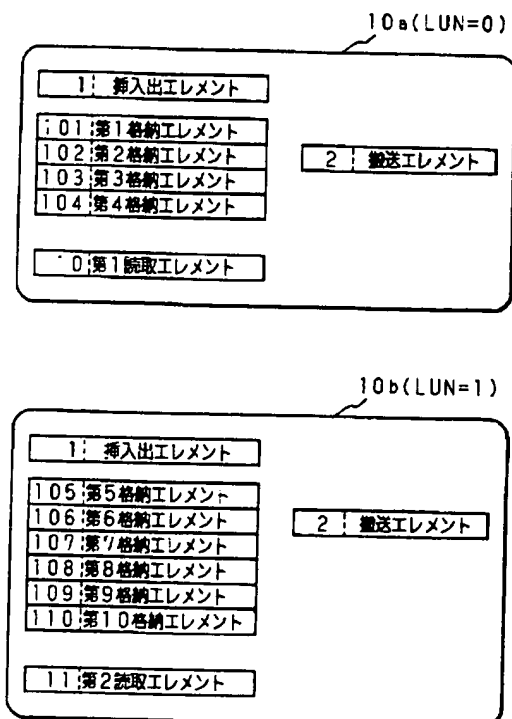 10a(LUN=0)
1 挿入出エレメント
101 第1格納エレメント
102 第2格納エレメント
103 第3格納エレメント
104 第4格納エレメント
2 搬送エレメント
10 第1読取エレメント
10b(LUN=1)
1 挿入出エレメント
105 第5格納エレメント
106 第6格納エレメント
107 第7格納エレメント
108 第8格納エレメント
109 第9格納エレメント
110 第10格納エレメント
2 搬送エレメント
11 第2読取エレメント